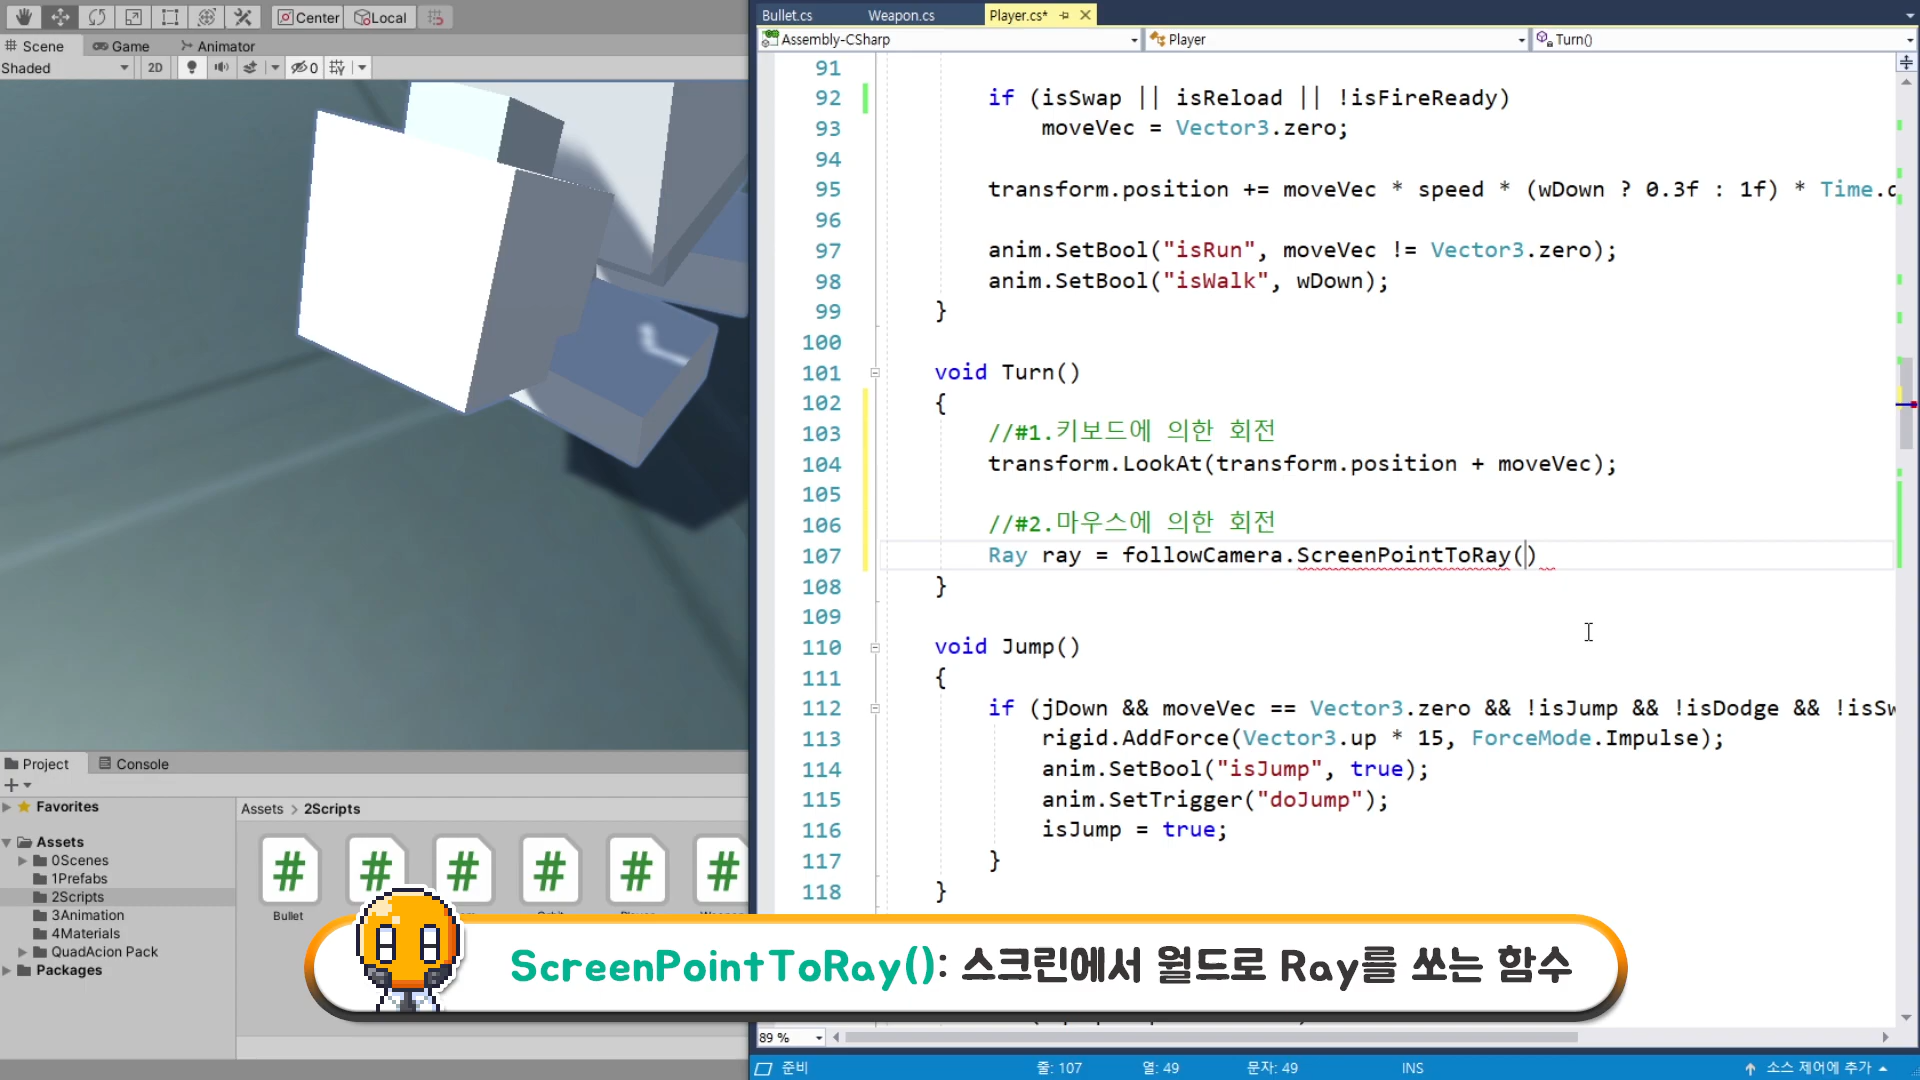 Center
Local
Scene
Game
Animator
Shaded
2D
0
Bullet.cs
Weapon.cs
Player.cs*
Assembly-CSharp
Player
Turn()
91
92 if (isSwap || isReload || !isFireReady)
93 moveVec = Vector3.zero;
94
95 transform.position += moveVec * speed * (wDown ? 0.3f : 1f) * Time.
96
97 anim.SetBool("isRun", moveVec != Vector3.zero);
98 anim.SetBool("isWalk", wDown);
99 }
100
101 void Turn()
102 {
103 //#1.키보드에 의한 회전
104 transform.LookAt(transform.position + moveVec);
105
106 //#2.마우스에 의한 회전
107 Ray ray = followCamera.ScreenPointToRay()
108 }
109
110 void Jump()
111 {
112 if (jDown && moveVec == Vector3.zero && !isJump && !isDodge && !isSw
113 rigid.AddForce(Vector3.up * 15, ForceMode.Impulse);
114 anim.SetBool("isJump", true);
115 anim.SetTrigger("doJump");
116 isJump = true;
117 }
118 }
Project
Console
Favorites
Assets
0Scenes
1Prefabs
2Scripts
3Animation
4Materials
QuadAcion Pack
Packages
Assets > 2Scripts
Bullet
ScreenPointToRay(): 스크린에서 월드로 Ray를 쏘는 함수
89 %
준비
줄: 107
열: 49
문자: 49
INS
소스 제어에 추가